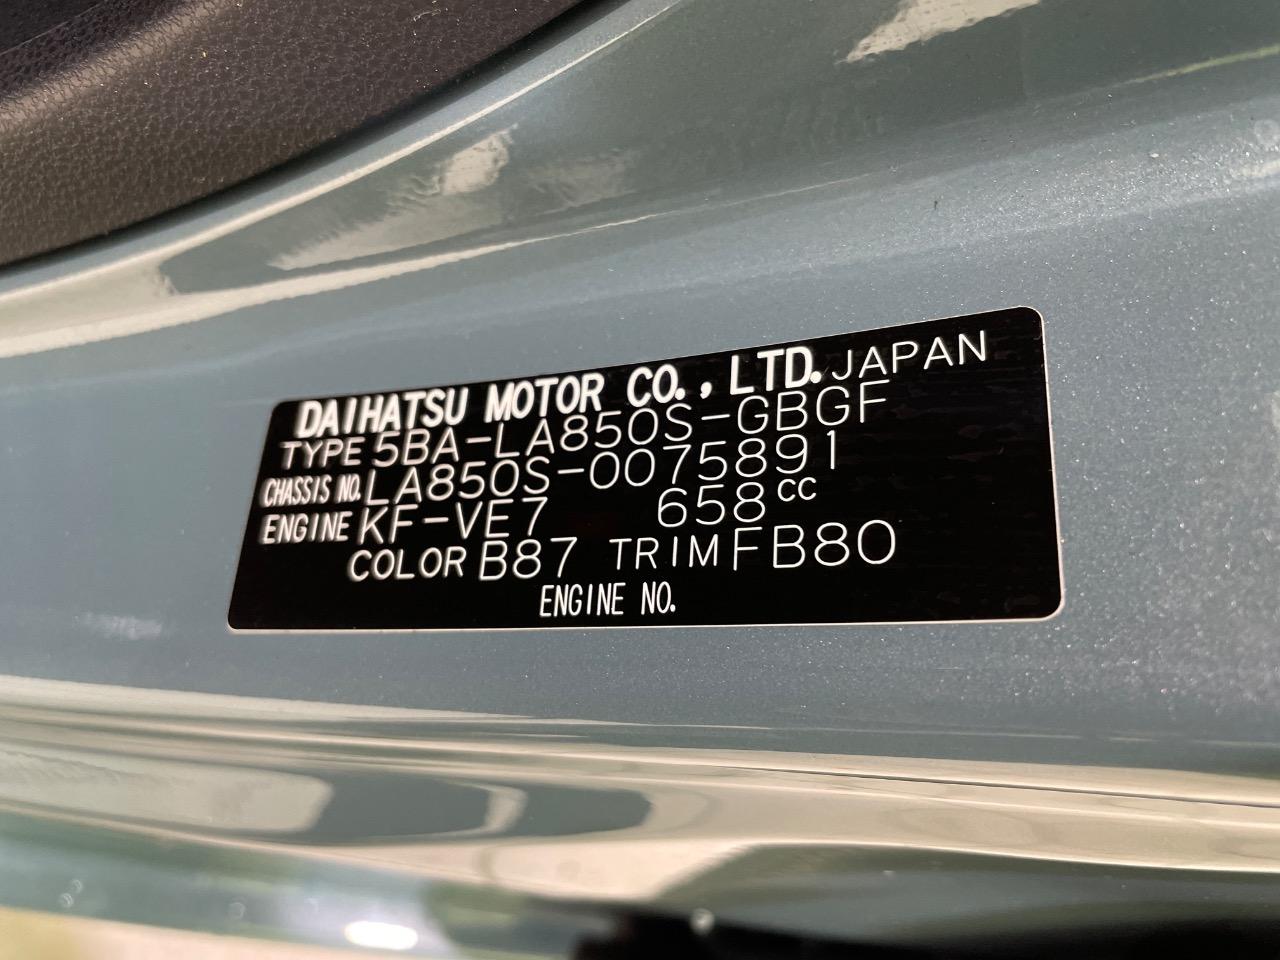 DAIHATSU MOTOR CO., LTD. JAPAN
TYPE 5BA-LA850S-GBGF
CHASSIS NO. LA850S-0075891
ENGINE KF-VE7 658cc
COLOR B87 TRIM FB80
ENGINE NO.